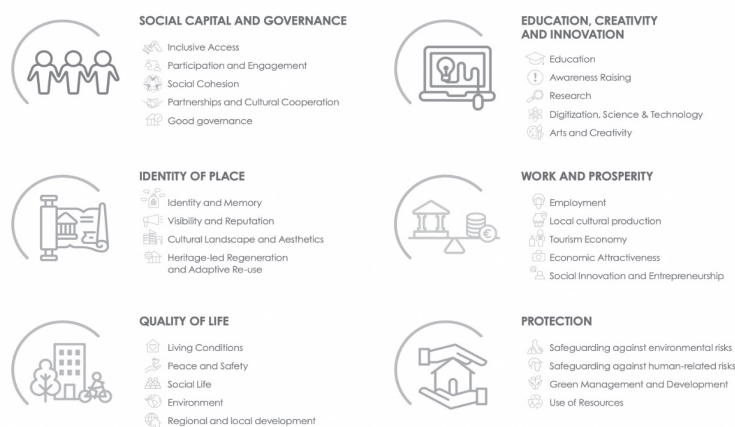 SOCIAL CAPITAL AND GOVERNANCE
Inclusive Access
Participation and Engagement
Social Cohesion
Partnerships and Cultural Cooperation
Good governance
EDUCATION, CREATIVITY
AND INNOVATION
Education
Awareness Raising
Research
Digitization, Science & Technology
Arts and Creativity
IDENTITY OF PLACE
Identity and Memory
Visibility and Reputation
Cultural Landscape and Aesthetics
Heritage-led Regeneration
and Adaptive Re-use
WORK AND PROSPERITY
Employment
Local cultural production
Tourism Economy
Economic Attractiveness
Social Innovation and Entrepreneurship
QUALITY OF LIFE
Living Conditions
Peace and Safety
Social Life
Environment
Regional and local development
PROTECTION
Safeguarding against environmental risks
Safeguarding against human-related risks
Green Management and Development
Use of Resources